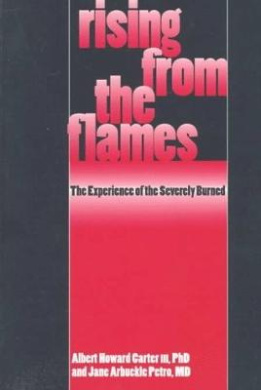 rising
from
the
flames
The Experience of the Severely Burned
Albert Howard Carter III, PhD
and Jane Arbuckle Petro, MD